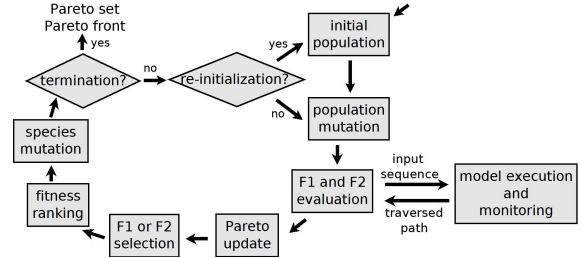 Pareto set
Pareto front
yes
termination?
no
re-initialization?
yes
no
initial
population
population
mutation
F1 and F2
evaluation
input
sequence
traversed
path
model execution
and
monitoring
Pareto
update
F1 or F2
selection
fitness
ranking
species
mutation